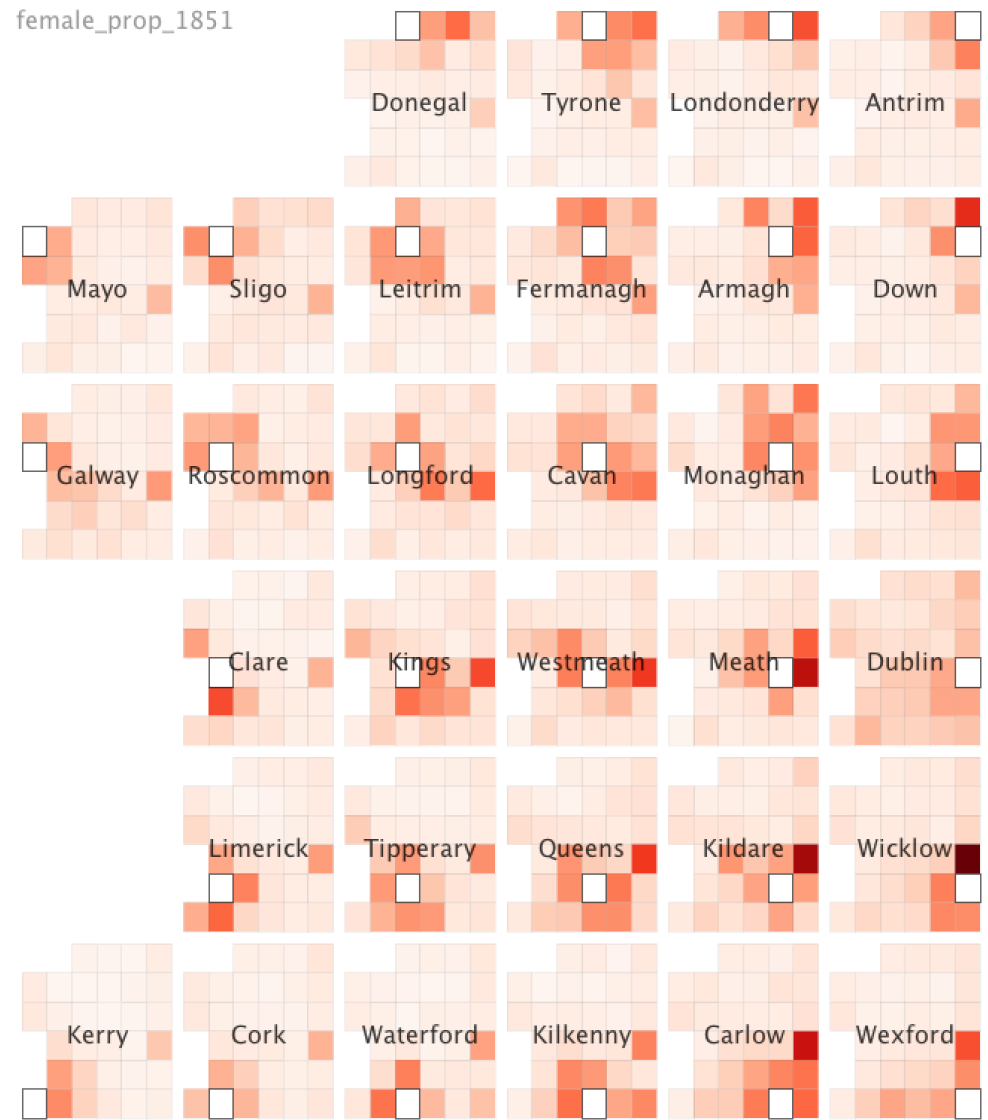 female_prop_1851
Donegal Tyrone Londonderry Antrim
Mayo Sligo Leitrim Fermanagh Armagh Down
Galway Roscommon Longford Cavan Monaghan Louth
Clare Kings Westmeath Meath Dublin
Limerick Tipperary Queens Kildare Wicklow
Kerry Cork Waterford Kilkenny Carlow Wexford